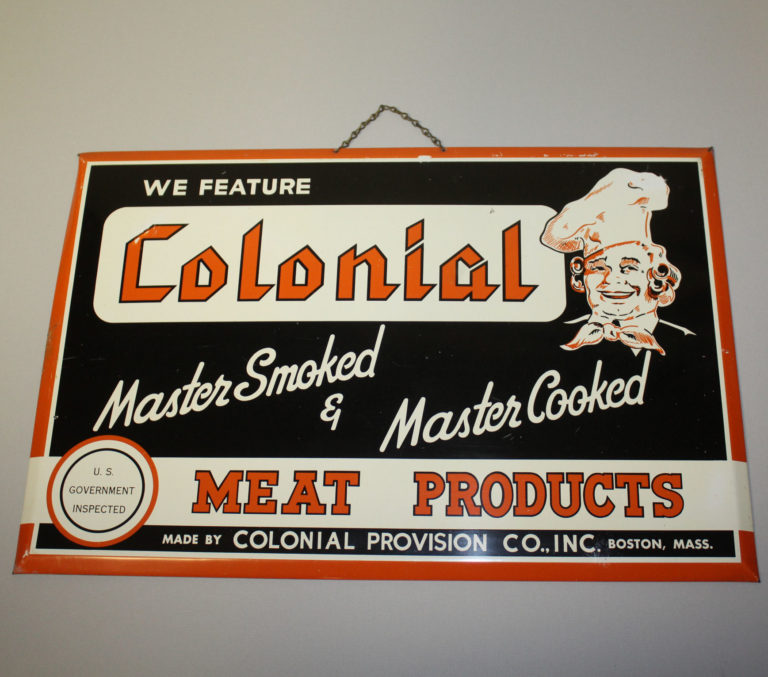 WE FEATURE
Colonial
Master Smoked
&
Master Cooked
U. S.
GOVERNMENT
INSPECTED
MEAT PRODUCTS
MADE BY COLONIAL PROVISION CO., INC. BOSTON, MASS.